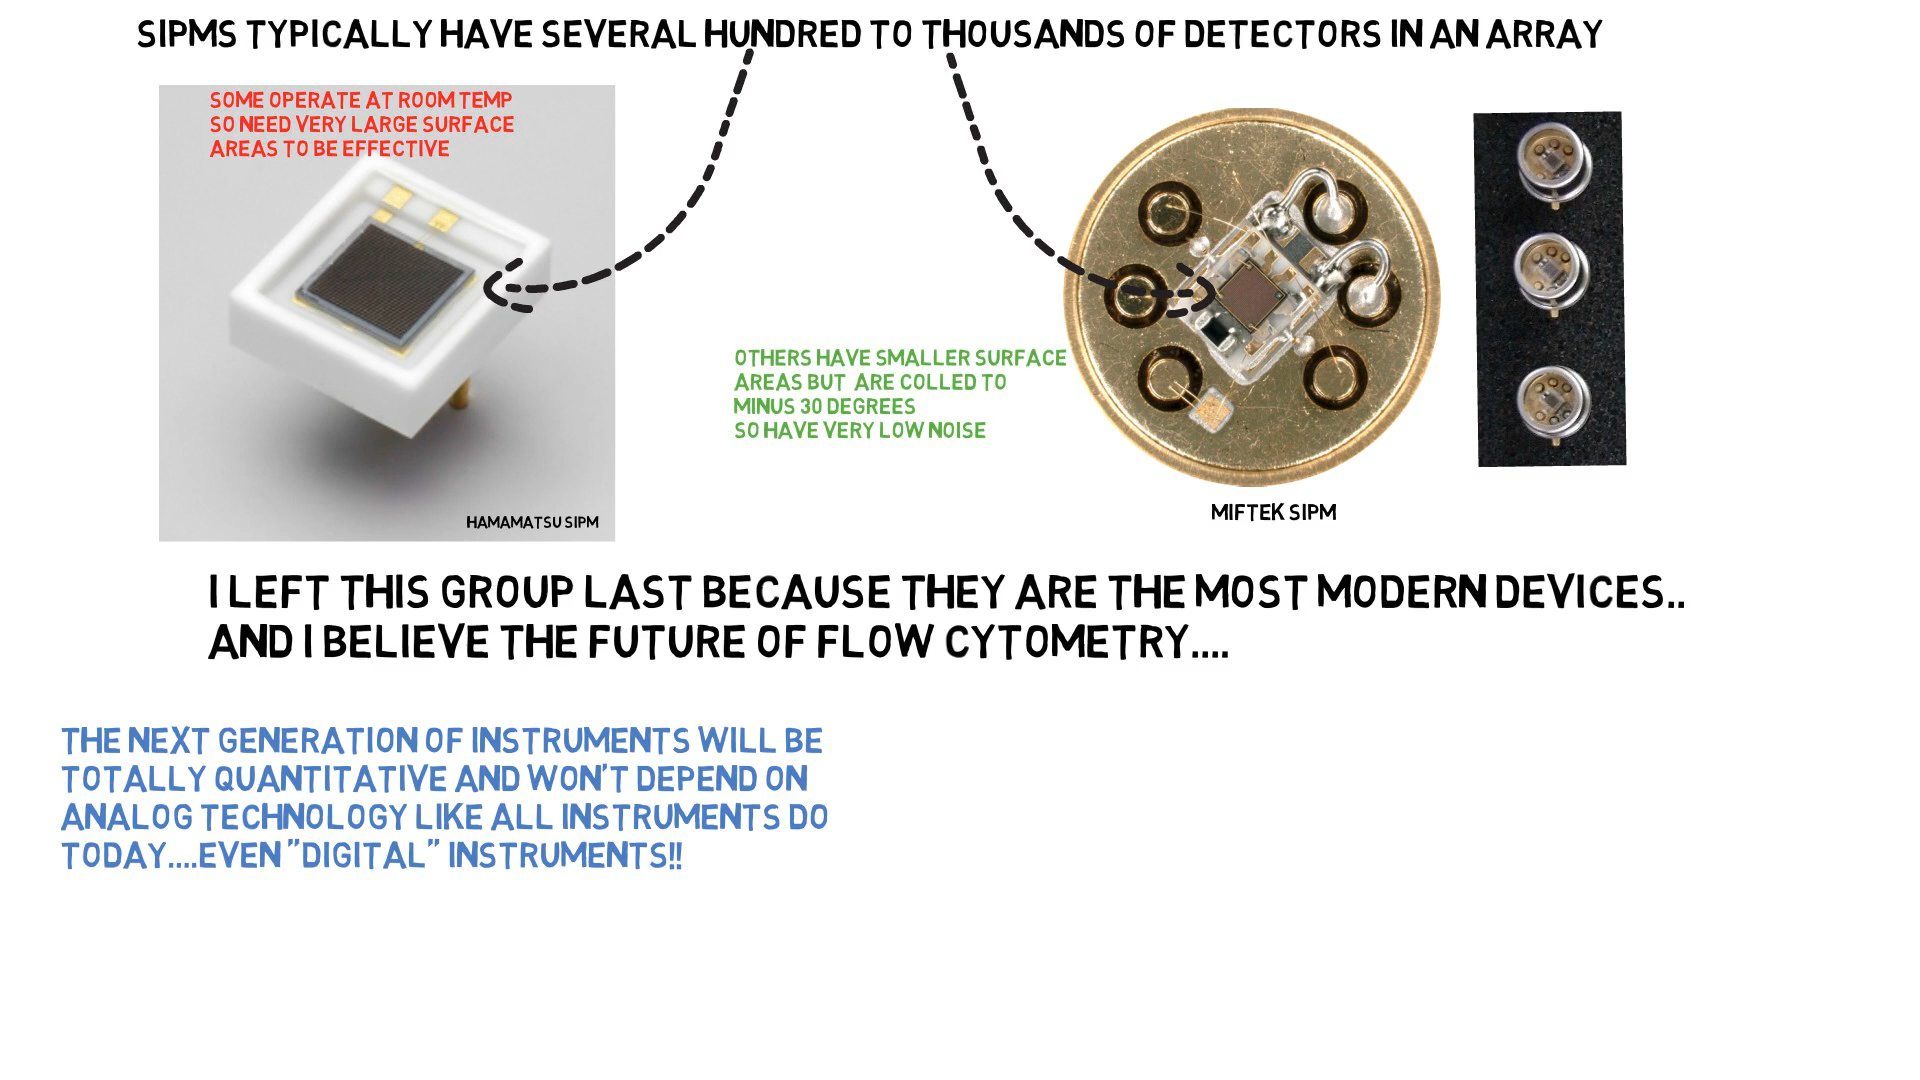 SIPMS TYPICALLY HAVE SEVERAL HUNDRED TO THOUSANDS OF DETECTORS IN AN ARRAY
SOME OPERATE AT ROOM TEMP
SO NEED VERY LARGE SURFACE
AREAS TO BE EFFECTIVE
HAMAMATSU SIPM
OTHERS HAVE SMALLER SURFACE
AREAS BUT ARE COLLED TO
MINUS 30 DEGREES
SO HAVE VERY LOW NOISE
MIFTEK SIPM
I LEFT THIS GROUP LAST BECAUSE THEY ARE THE MOST MODERN DEVICES..
AND I BELIEVE THE FUTURE OF FLOW CYTOMETRY....
THE NEXT GENERATION OF INSTRUMENTS WILL BE
TOTALLY QUANTITATIVE AND WON'T DEPEND ON
ANALOG TECHNOLOGY LIKE ALL INSTRUMENTS DO
TODAY....EVEN "DIGITAL" INSTRUMENTS!!